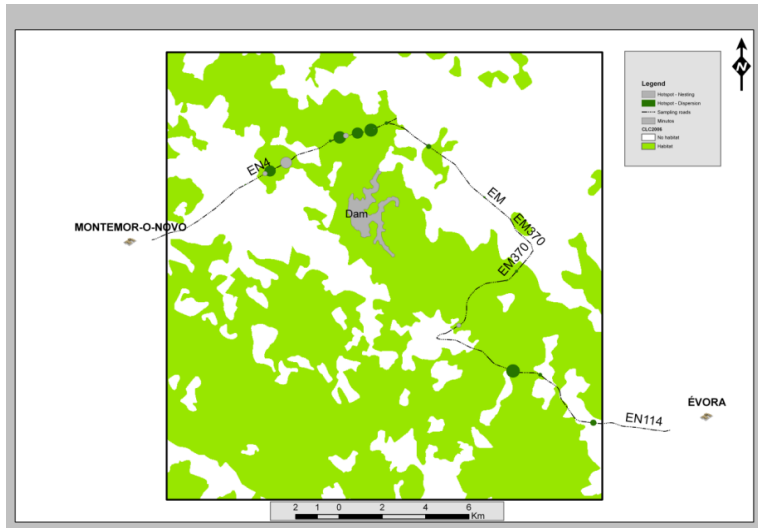 N
Legend
Hotspot - Nesting
Hotspot - Dispersion
Sampling roads
Minutes
CLC2006
No habitat
Habitat
EN4
EM
Dam
MONTEMOR-O-NOVO
EM370
EM370
ÉVORA
EN114
2 1 0 2 4 6
Km